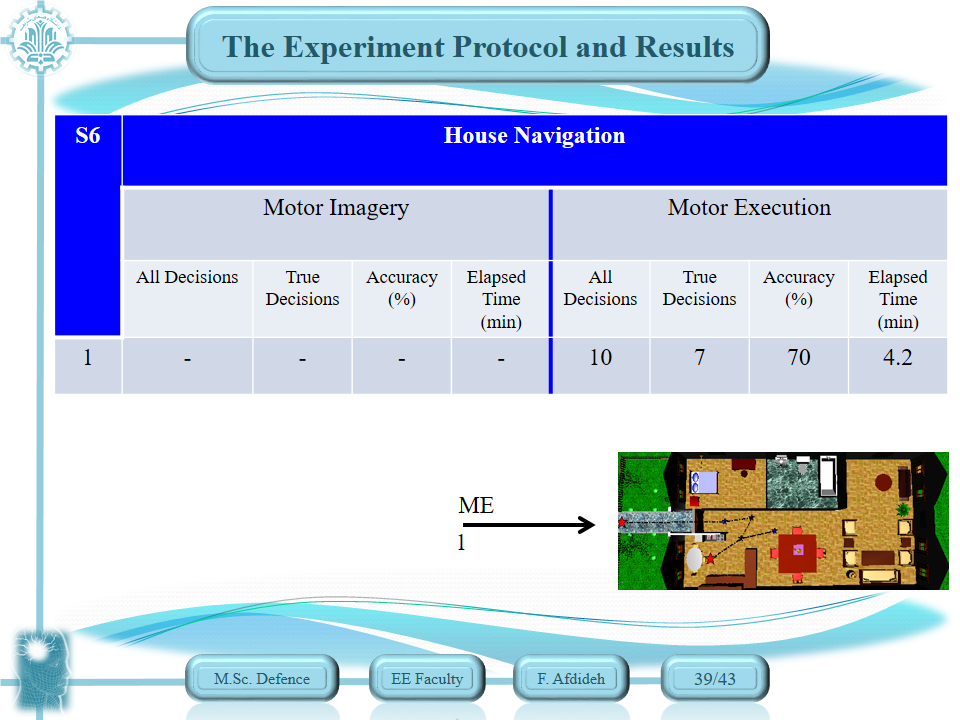 The Experiment Protocol and Results
S6
House Navigation
Motor Imagery
Motor Execution
All Decisions
True
Decisions
Accuracy
(%)
Elapsed
Time
(min)
All
Decisions
True
Decisions
Accuracy
(%)
Elapsed
Time
(min)
1 - - - - 10 7 70 4.2
ME
1
M.Sc. Defence
EE Faculty
F. Afdideh
39/43